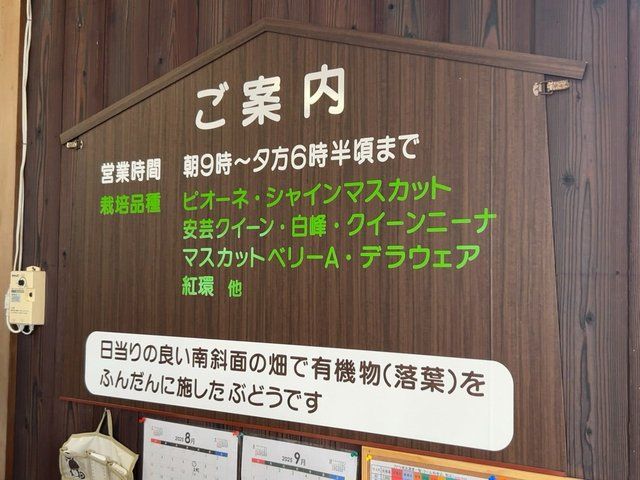 ご案内
営業時間 朝9時～夕方6時半頃まで
栽培品種 ピオーネ・シャインマスカット
安芸クイーン・白峰・クイーンニーナ
マスカットベリーA・デラウェア
紅環 他
日当りの良い南斜面の畑で有機物(落葉)を
ふんだんに施したぶどうです
2025 8月
2025 9月